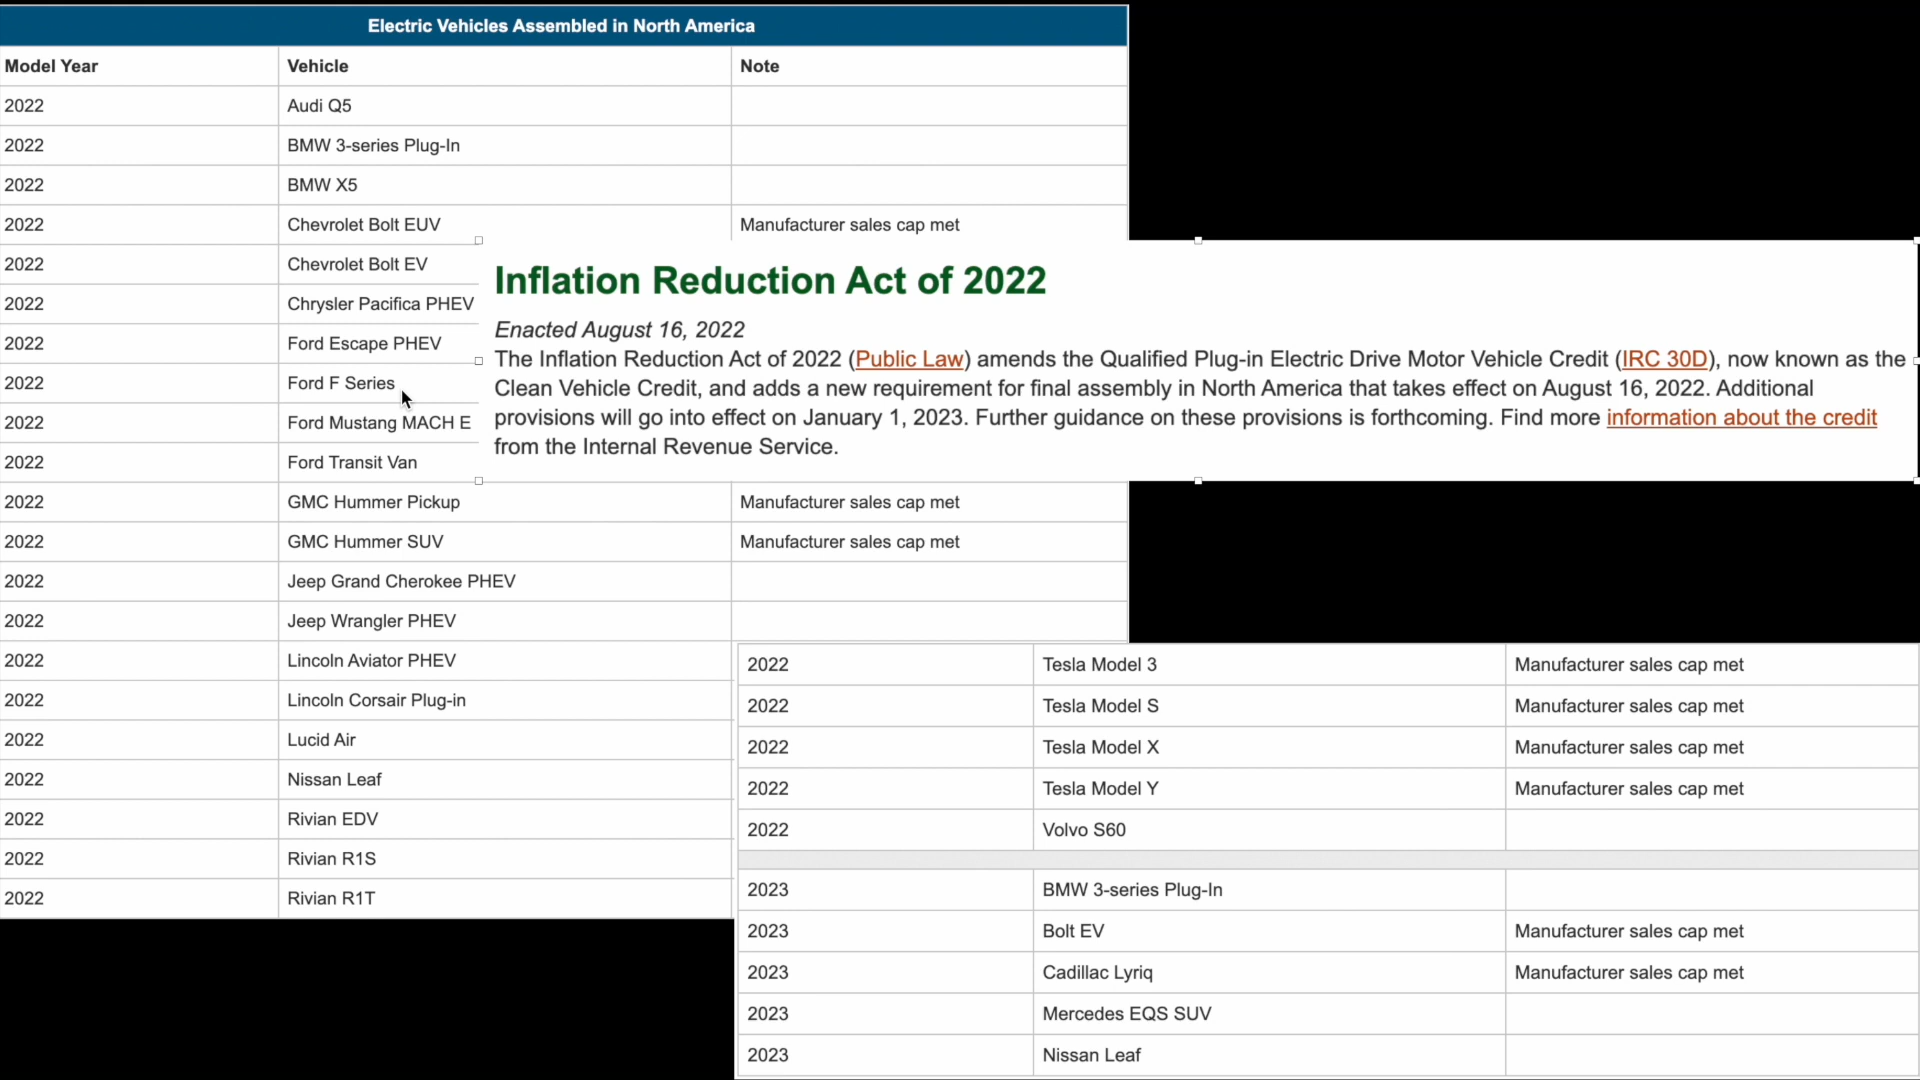 Electric Vehicles Assembled in North America
Model Year Vehicle Note
2022 Audi Q5
2022 BMW 3-series Plug-In
2022 BMW X5
2022 Chevrolet Bolt EUV Manufacturer sales cap met
2022 Chevrolet Bolt EV
2022 Chrysler Pacifica PHEV
2022 Ford Escape PHEV
2022 Ford F Series
2022 Ford Mustang MACH E
2022 Ford Transit Van
2022 GMC Hummer Pickup Manufacturer sales cap met
2022 GMC Hummer SUV Manufacturer sales cap met
2022 Jeep Grand Cherokee PHEV
2022 Jeep Wrangler PHEV
2022 Lincoln Aviator PHEV
2022 Lincoln Corsair Plug-in
2022 Lucid Air
2022 Nissan Leaf
2022 Rivian EDV
2022 Rivian R1S
2022 Rivian R1T
Inflation Reduction Act of 2022
Enacted August 16, 2022
The Inflation Reduction Act of 2022 (Public Law) amends the Qualified Plug-in Electric Drive Motor Vehicle Credit (IRC 30D), now known as the
Clean Vehicle Credit, and adds a new requirement for final assembly in North America that takes effect on August 16, 2022. Additional
provisions will go into effect on January 1, 2023. Further guidance on these provisions is forthcoming. Find more information about the credit
from the Internal Revenue Service.
2022 Tesla Model 3 Manufacturer sales cap met
2022 Tesla Model S Manufacturer sales cap met
2022 Tesla Model X Manufacturer sales cap met
2022 Tesla Model Y Manufacturer sales cap met
2022 Volvo S60
2023 BMW 3-series Plug-In
2023 Bolt EV Manufacturer sales cap met
2023 Cadillac Lyriq Manufacturer sales cap met
2023 Mercedes EQS SUV
2023 Nissan Leaf